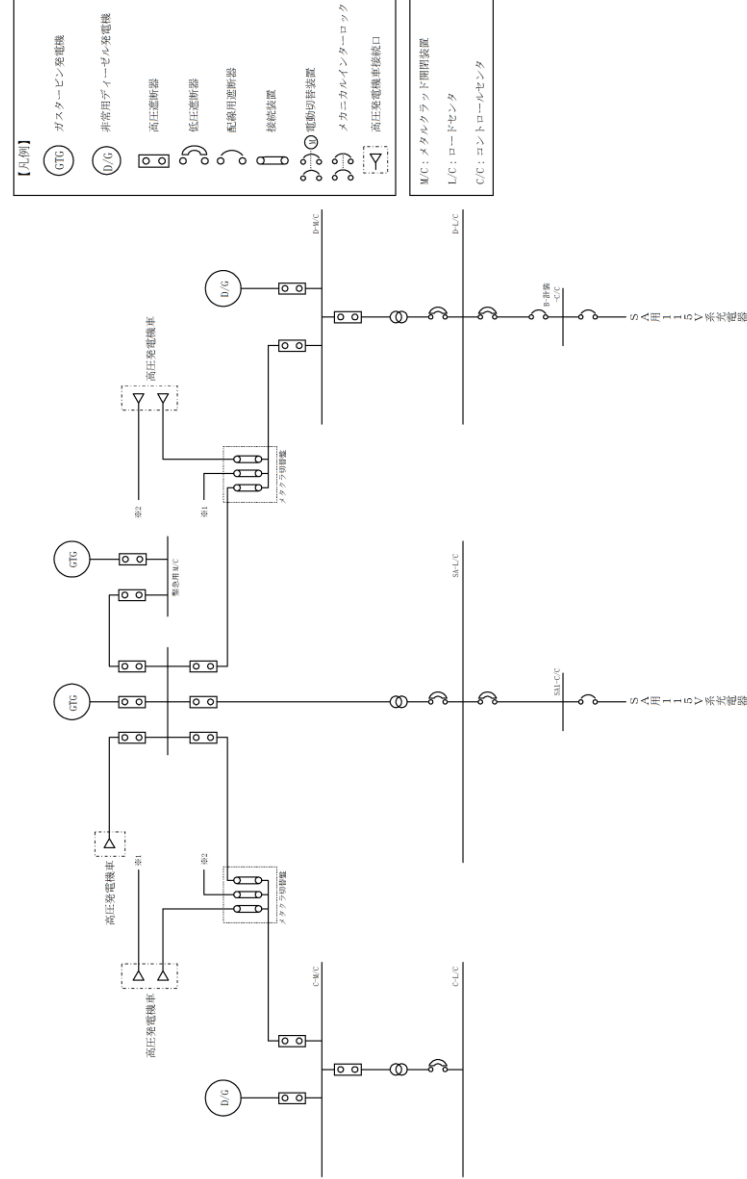 【凡例】
GTG
ガスタービン発電機
D/G
非常用ディーゼル発電機
高圧遮断器
低圧遮断器
配線用遮断器
接続装置
M
電動切替装置
メカニカルインターロック
高圧発電機車接続口
M/C：メタルクラッド開閉装置
L/C：ロードセンタ
C/C：コントロールセンタ
高圧発電機車
※1
高圧発電機車
※2
メタクラ切替盤
D/G
C-M/C
C-L/C
GTG
GTG
緊急用M/C
SA-L/C
SA1-C/C
SA用115V系充電器
高圧発電機車
※2
※1
メタクラ切替盤
D/G
D-M/C
D-L/C
B-計装
-C/C
SA用115V系充電器